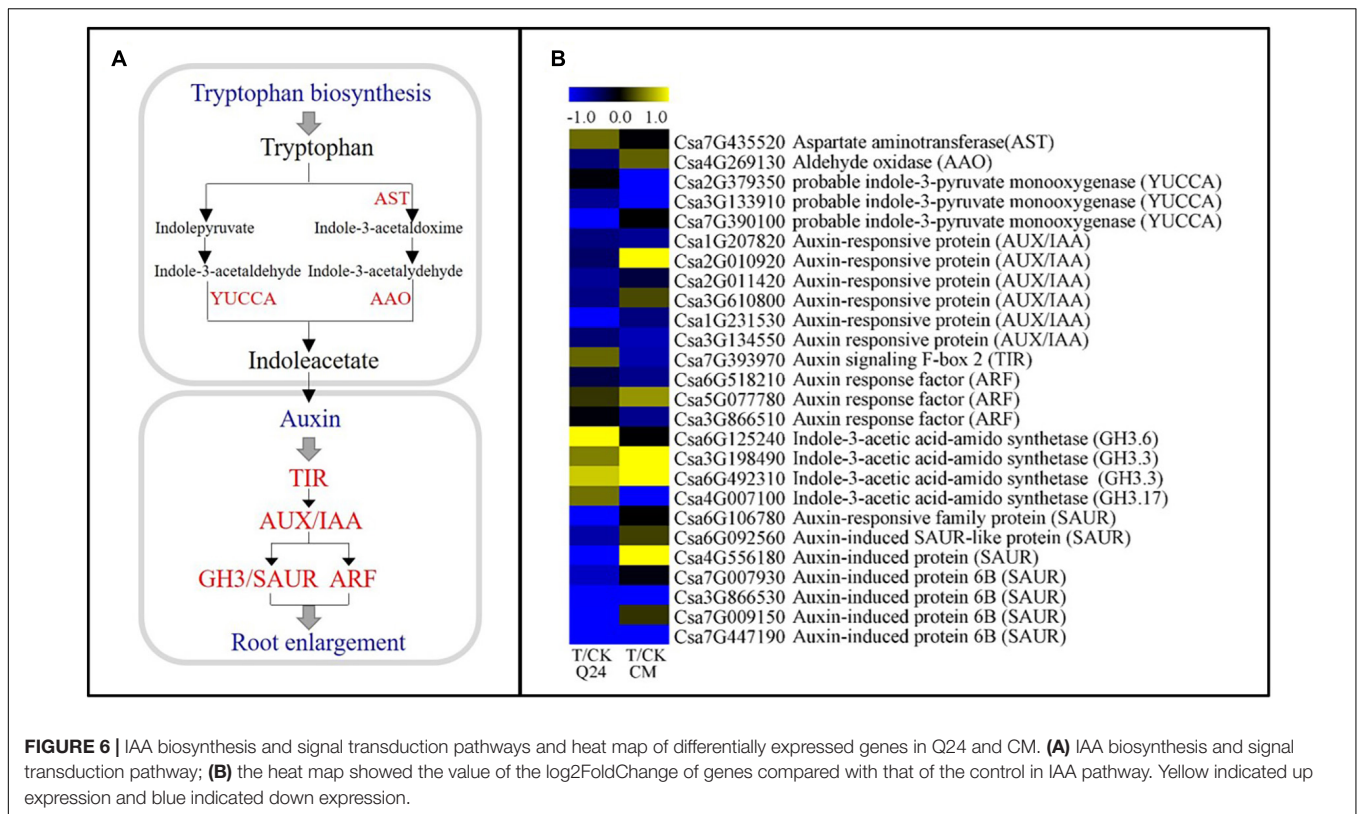 A
Tryptophan biosynthesis
Tryptophan
AST
Indolepyruvate Indole-3-acetaldoxime
Indole-3-acetaldehyde Indole-3-acetalydehyde
YUCCA AAO
Indoleacetate
Auxin
TIR
AUX/IAA
GH3/SAUR ARF
Root enlargement
B
-1.0 0.0 1.0
Csa7G435520 Aspartate aminotransferase(AST)
Csa4G269130 Aldehyde oxidase (AAO)
Csa2G379350 probable indole-3-pyruvate monooxygenase (YUCCA)
Csa3G133910 probable indole-3-pyruvate monooxygenase (YUCCA)
Csa7G390100 probable indole-3-pyruvate monooxygenase (YUCCA)
Csa1G207820 Auxin-responsive protein (AUX/IAA)
Csa2G010920 Auxin-responsive protein (AUX/IAA)
Csa2G011420 Auxin-responsive protein (AUX/IAA)
Csa3G610800 Auxin-responsive protein (AUX/IAA)
Csa1G231530 Auxin-responsive protein (AUX/IAA)
Csa3G134550 Auxin responsive protein (AUX/IAA)
Csa7G393970 Auxin signaling F-box 2 (TIR)
Csa6G518210 Auxin response factor (ARF)
Csa5G077780 Auxin response factor (ARF)
Csa3G866510 Auxin response factor (ARF)
Csa6G125240 Indole-3-acetic acid-amido synthetase (GH3.6)
Csa3G198490 Indole-3-acetic acid-amido synthetase (GH3.3)
Csa6G492310 Indole-3-acetic acid-amido synthetase (GH3.3)
Csa4G007100 Indole-3-acetic acid-amido synthetase (GH3.17)
Csa6G106780 Auxin-responsive family protein (SAUR)
Csa6G092560 Auxin-induced SAUR-like protein (SAUR)
Csa4G556180 Auxin-induced protein (SAUR)
Csa7G007930 Auxin-induced protein 6B (SAUR)
Csa3G866530 Auxin-induced protein 6B (SAUR)
Csa7G009150 Auxin-induced protein 6B (SAUR)
Csa7G447190 Auxin-induced protein 6B (SAUR)
T/CK T/CK
Q24 CM
FIGURE 6 | IAA biosynthesis and signal transduction pathways and heat map of differentially expressed genes in Q24 and CM. (A) IAA biosynthesis and signal
transduction pathway; (B) the heat map showed the value of the log2FoldChange of genes compared with that of the control in IAA pathway. Yellow indicated up
expression and blue indicated down expression.